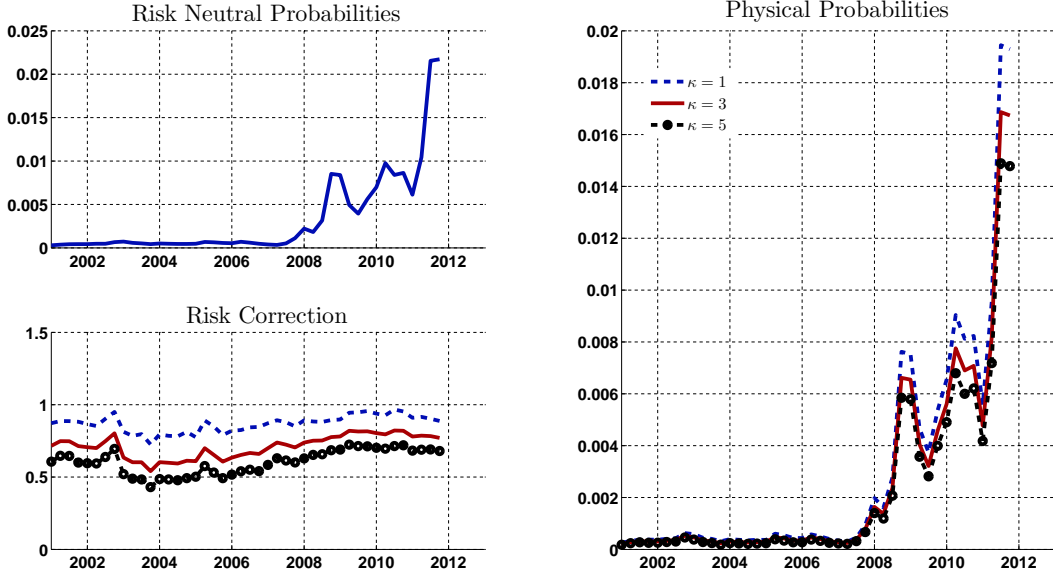 Risk Neutral Probabilities
0.025
0.02
0.015
0.01
0.005
0
2002 2004 2006 2008 2010 2012
Risk Correction
1.5
1
0.5
0
2002 2004 2006 2008 2010 2012
Physical Probabilities
0.02
0.018
0.016
0.014
0.012
0.01
0.008
0.006
0.004
0.002
0
κ = 1
κ = 3
κ = 5
2002 2004 2006 2008 2010 2012